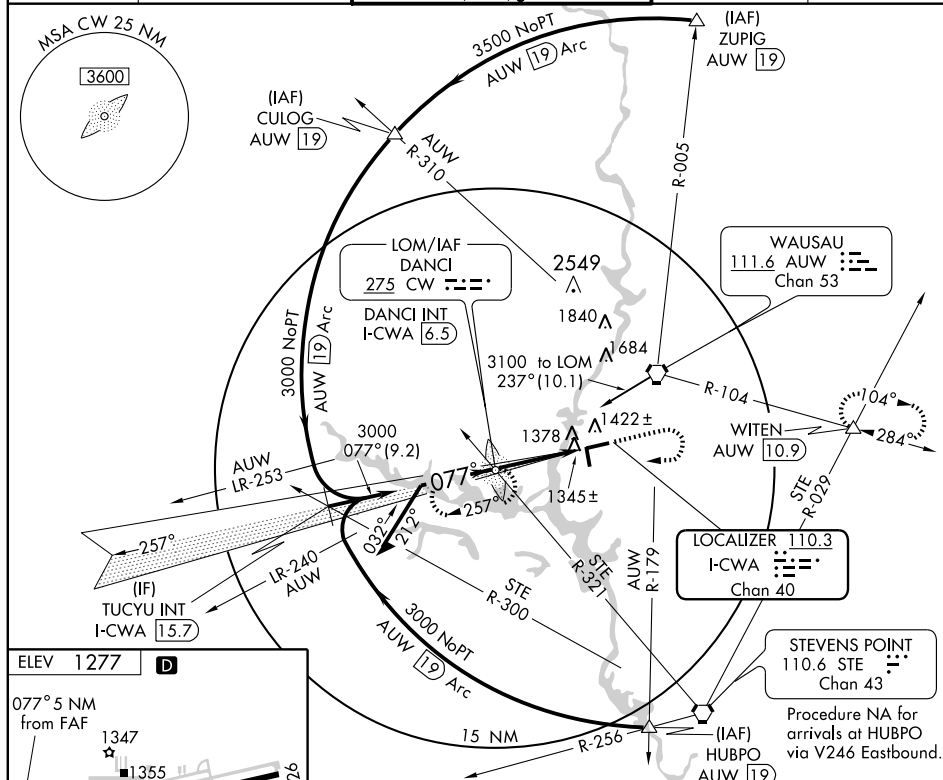 MSA CW 25 NM
3600
(IAF)
CULOG
AUW 19
3500 NoPT
AUW 19 Arc
(IAF)
ZUPIG
AUW 19
AUW
R-310
R-005
LOM/IAF
DANCI
275 CW
DANCI INT
I-CWA 6.5
2549
1840
1684
3100 to LOM
237° (10.1)
WAUSAU
111.6 AUW
Chan 53
R-104
104°
284°
WITEN
AUW 10.9
STE
R-029
3000 NoPT
AUW 19 Arc
3000
077° (9.2)
AUW
LR-253
1378
1422±
1345±
077°
257°
257°
032°
212°
LR-240
AUW
(IF)
TUCYU INT
I-CWA 15.7
STE
R-300
STE
R-321
AUW
R-179
LOCALIZER 110.3
I-CWA
Chan 40
3000 NoPT
AUW 19 Arc
STEVENS POINT
110.6 STE
Chan 43
Procedure NA for
arrivals at HUBPO
via V246 Eastbound.
15 NM
R-256
(IAF)
HUBPO
AUW 19
ELEV 1277 D
077° 5 NM
from FAF
1347
1355
26